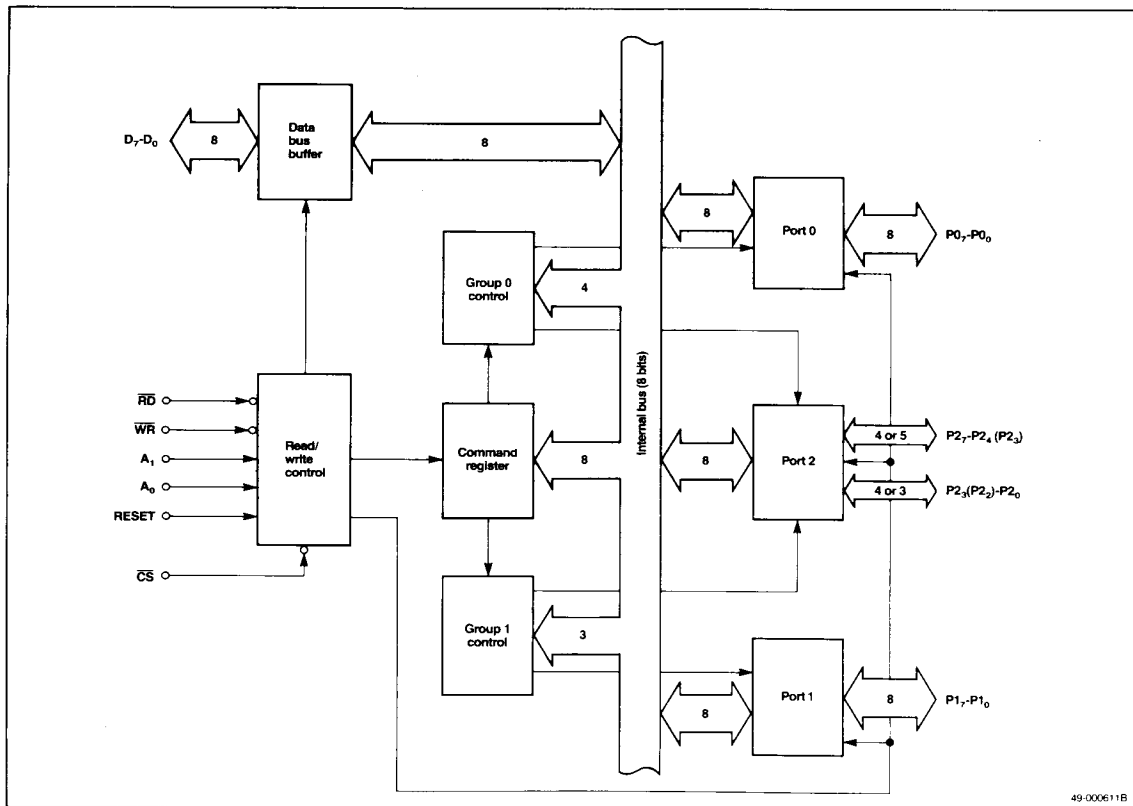 Data
bus
buffer
D₇-D₀
8
8
8
Port 0
8
P0₇-P0₀
Group 0
control
4
Internal bus (8 bits)
R̅D̅
W̅R̅
A₁
A₀
RESET
C̅S̅
Read/
write
control
Command
register
8
8
Port 2
4 or 5
P2₇-P2₄ (P2₃)
4 or 3
P2₃(P2₂)-P2₀
Group 1
control
3
8
Port 1
8
P1₇-P1₀
49-000611B